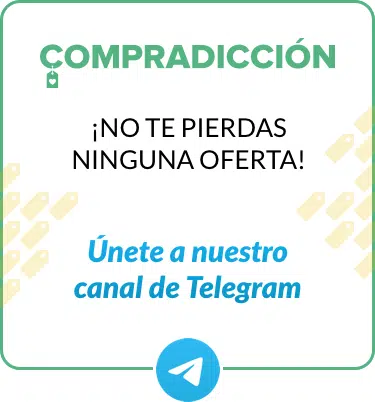 COMPRADICCIÓN
¡NO TE PIERDAS
NINGUNA OFERTA!
Únete a nuestro
canal de Telegram